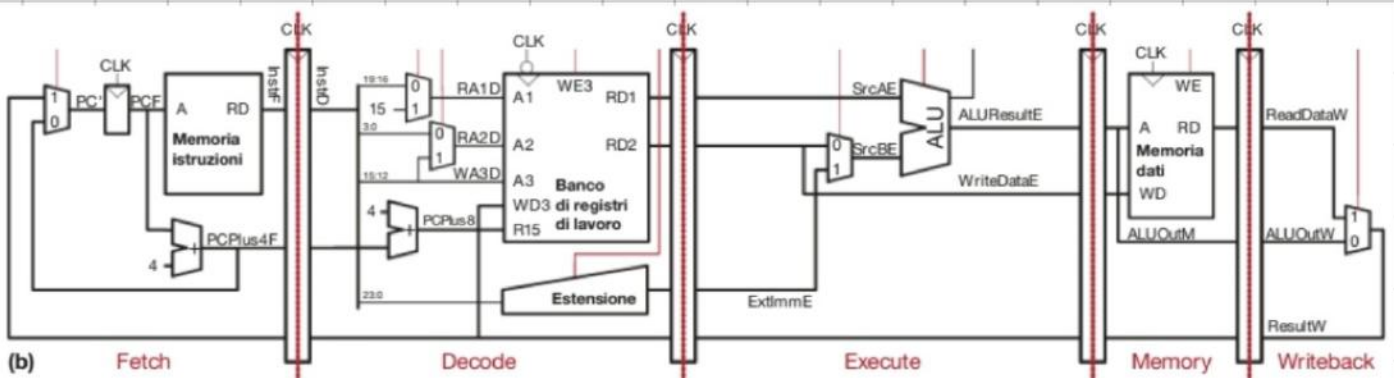 CLK
CLK
CLK
CLK
CLK
CLK
CLK
1
0
PC'
PCF
A
RD
Memoria
istruzioni
InstrF
InstrD
PCPlus4F
4
19:16
15
0
1
RA1D
3:0
0
1
RA2D
15:12
WA3D
4
PCPlus8
23:0
A1
WE3
RD1
A2
RD2
A3
WD3
R15
Banco
di registri
di lavoro
Estensione
SrcAE
0
1
SrcBE
ALU
ALUResultE
WriteDataE
ExtImmE
WE
A
RD
Memoria
dati
WD
ALUOutM
ReadDataW
ALUOutW
1
0
ResultW
(b)
Fetch
Decode
Execute
Memory
Writeback